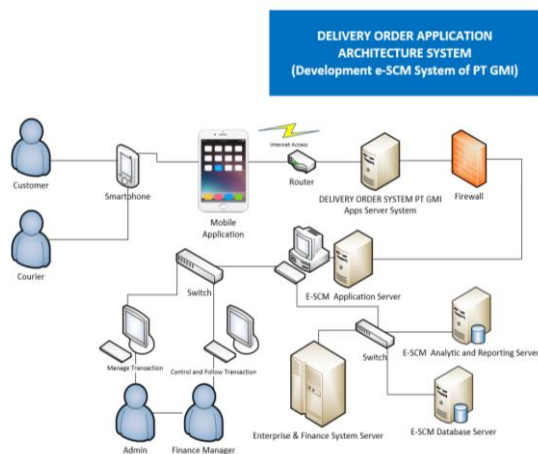 DELIVERY ORDER APPLICATION
ARCHITECTURE SYSTEM
(Development e-SCM System of PT GMI)
Internet Access
Customer
Smartphone
Mobile
Application
Router
DELIVERY ORDER SYSTEM PT GMI
Apps Server System
Firewall
Courier
Switch
E-SCM Application Server
Manage Transaction
Control and Follow Transaction
Switch
E-SCM Analytic and Reporting Server
Admin
Finance Manager
Enterprise & Finance System Server
E-SCM Database Server